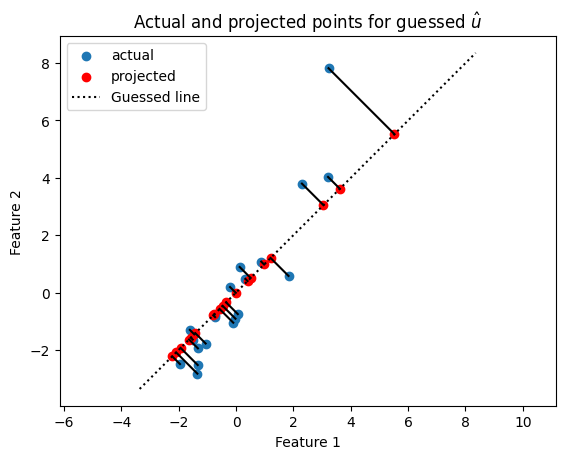 Actual and projected points for guessed û
actual
projected
Guessed line
Feature 2
8
6
4
2
0
−2
−6 −4 −2 0 2 4 6 8 10
Feature 1